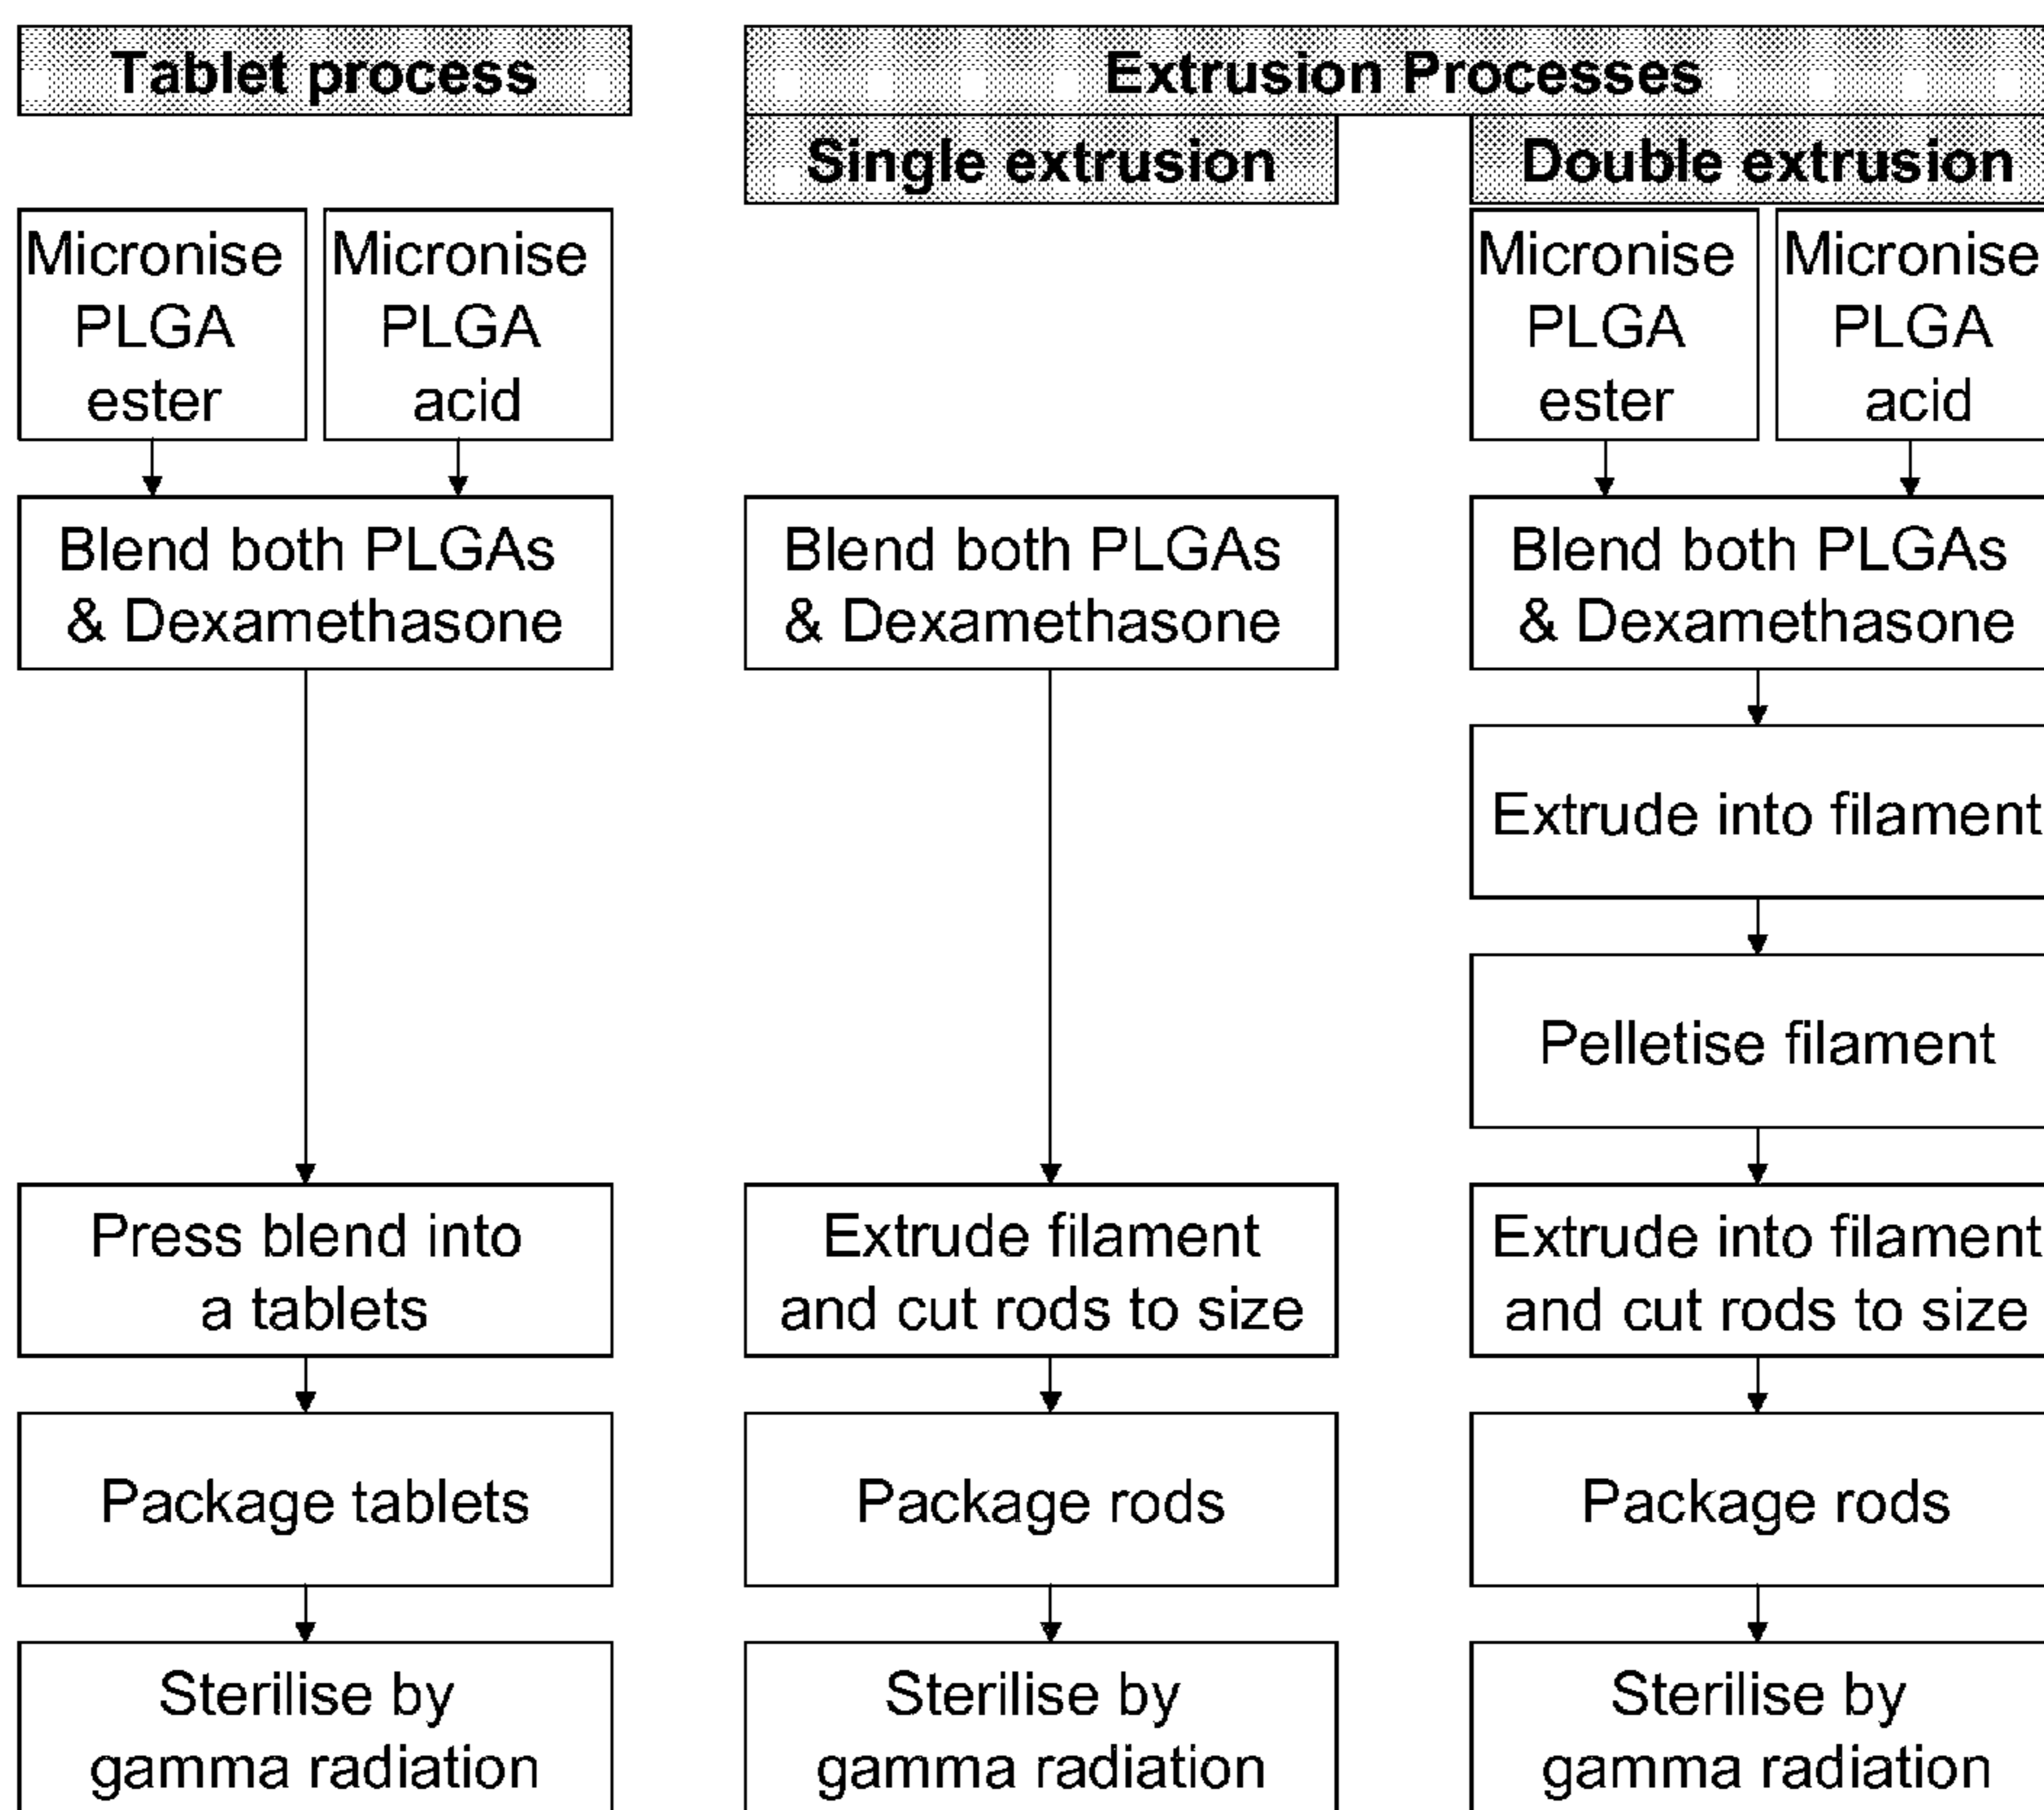 Tablet process
Extrusion Processes
Single extrusion
Double extrusion
Micronise
PLGA
ester
Micronise
PLGA
acid
Micronise
PLGA
ester
Micronise
PLGA
acid
Blend both PLGAs
& Dexamethasone
Blend both PLGAs
& Dexamethasone
Blend both PLGAs
& Dexamethasone
Extrude into filament
Pelletise filament
Press blend into
a tablets
Extrude filament
and cut rods to size
Extrude into filament
and cut rods to size
Package tablets
Package rods
Package rods
Sterilise by
gamma radiation
Sterilise by
gamma radiation
Sterilise by
gamma radiation